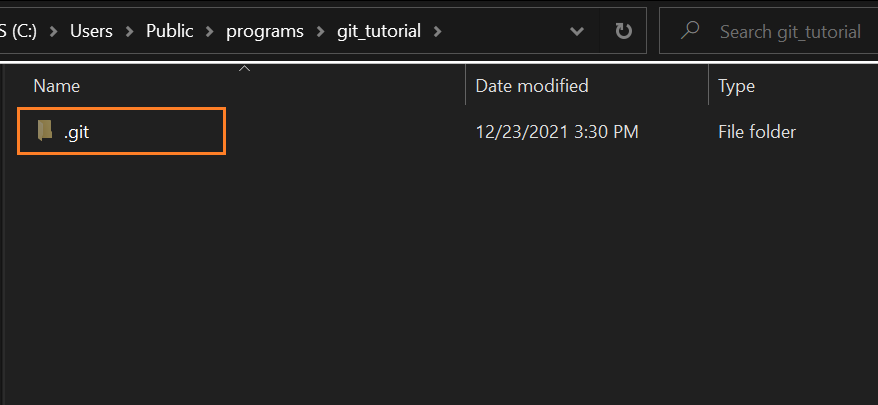 S (C:) > Users > Public > programs > git_tutorial >
Search git_tutorial
Name Date modified Type
.git 12/23/2021 3:30 PM File folder